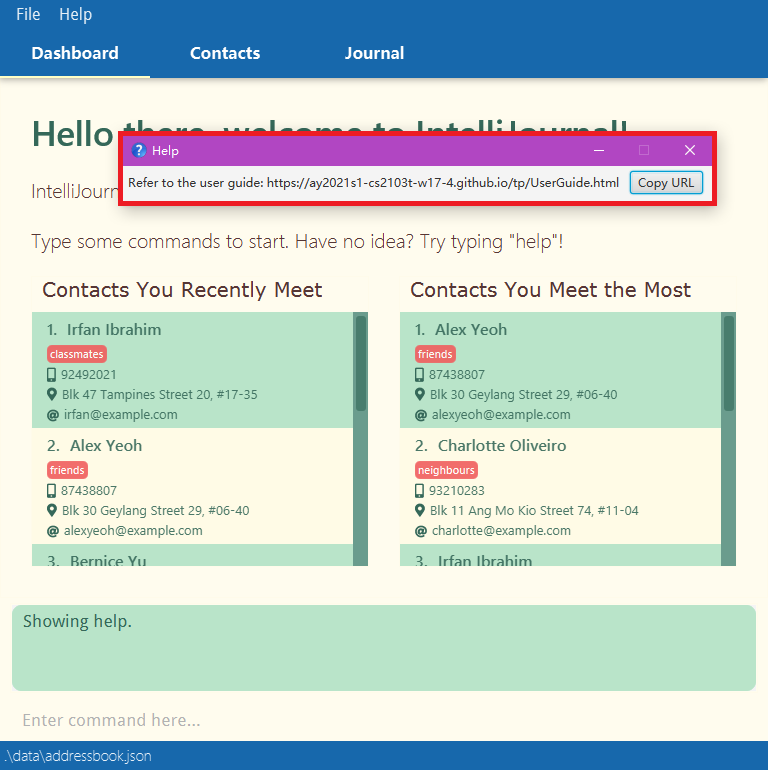 File Help
Dashboard Contacts Journal
Hello there, welcome to IntelliJournal!
Help
IntelliJourn
Refer to the user guide: https://ay2021s1-cs2103t-w17-4.github.io/tp/UserGuide.html Copy URL
Type some commands to start. Have no idea? Try typing "help"!
Contacts You Recently Meet
1. Irfan Ibrahim
classmates
92492021
Blk 47 Tampines Street 20, #17-35
irfan@example.com
2. Alex Yeoh
friends
87438807
Blk 30 Geylang Street 29, #06-40
alexyeoh@example.com
3. Bernice Yu
Contacts You Meet the Most
1. Alex Yeoh
friends
87438807
Blk 30 Geylang Street 29, #06-40
alexyeoh@example.com
2. Charlotte Oliveiro
neighbours
93210283
Blk 11 Ang Mo Kio Street 74, #11-04
charlotte@example.com
3. Irfan Ibrahim
Showing help.
Enter command here...
.\data\addressbook.json